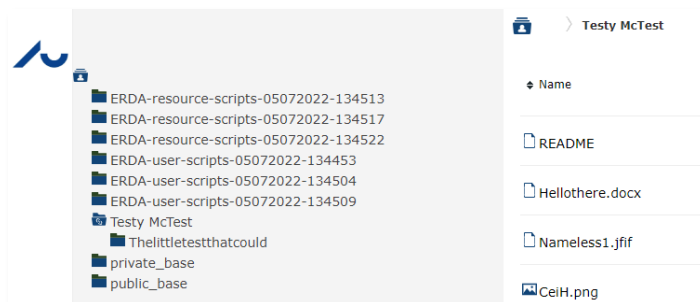 ERDA-resource-scripts-05072022-134513
ERDA-resource-scripts-05072022-134517
ERDA-resource-scripts-05072022-134522
ERDA-user-scripts-05072022-134453
ERDA-user-scripts-05072022-134504
ERDA-user-scripts-05072022-134509
Testy McTest
Thelittletestthatcould
private_base
public_base
Testy McTest
Name
README
Hellothere.docx
Nameless1.jfif
CeiH.png